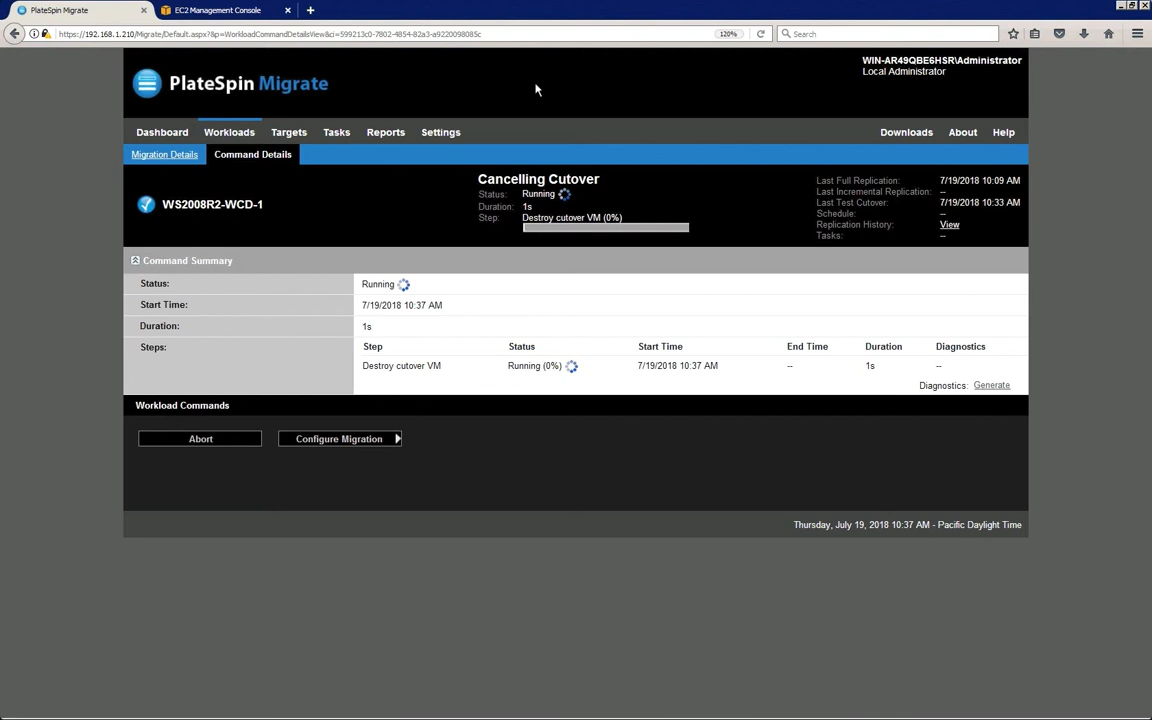 PlateSpin Migrate
EC2 Management Console
https://192.168.1.210/Migrate/Default.aspx?&p=WorkloadCommandDetailsView&ci=599213c0-7802-4854-82a3-a9220098085c
120%
Search
PlateSpin Migrate
WIN-AR49QBE6HSR\Administrator
Local Administrator
Dashboard Workloads Targets Tasks Reports Settings Downloads About Help
Migration Details Command Details
WS2008R2-WCD-1
Cancelling Cutover
Status: Running
Duration: 1s
Step: Destroy cutover VM (0%)
Last Full Replication: 7/19/2018 10:09 AM
Last Incremental Replication: --
Last Test Cutover: 7/19/2018 10:33 AM
Schedule: --
Replication History: View
Tasks: --
Command Summary
Status: Running
Start Time: 7/19/2018 10:37 AM
Duration: 1s
Steps: Step Status Start Time End Time Duration Diagnostics
Destroy cutover VM Running (0%) 7/19/2018 10:37 AM -- 1s --
Diagnostics: Generate
Workload Commands
Abort Configure Migration
Thursday, July 19, 2018 10:37 AM - Pacific Daylight Time